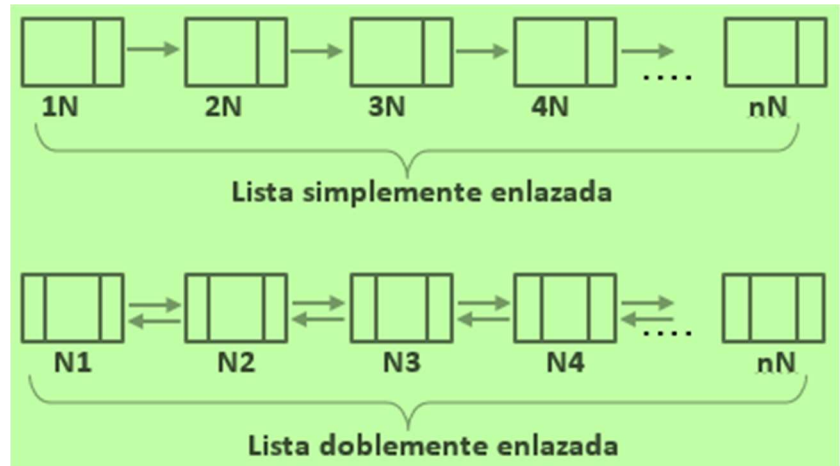 1N 2N 3N 4N .... nN
Lista simplemente enlazada
N1 N2 N3 N4 .... nN
Lista doblemente enlazada